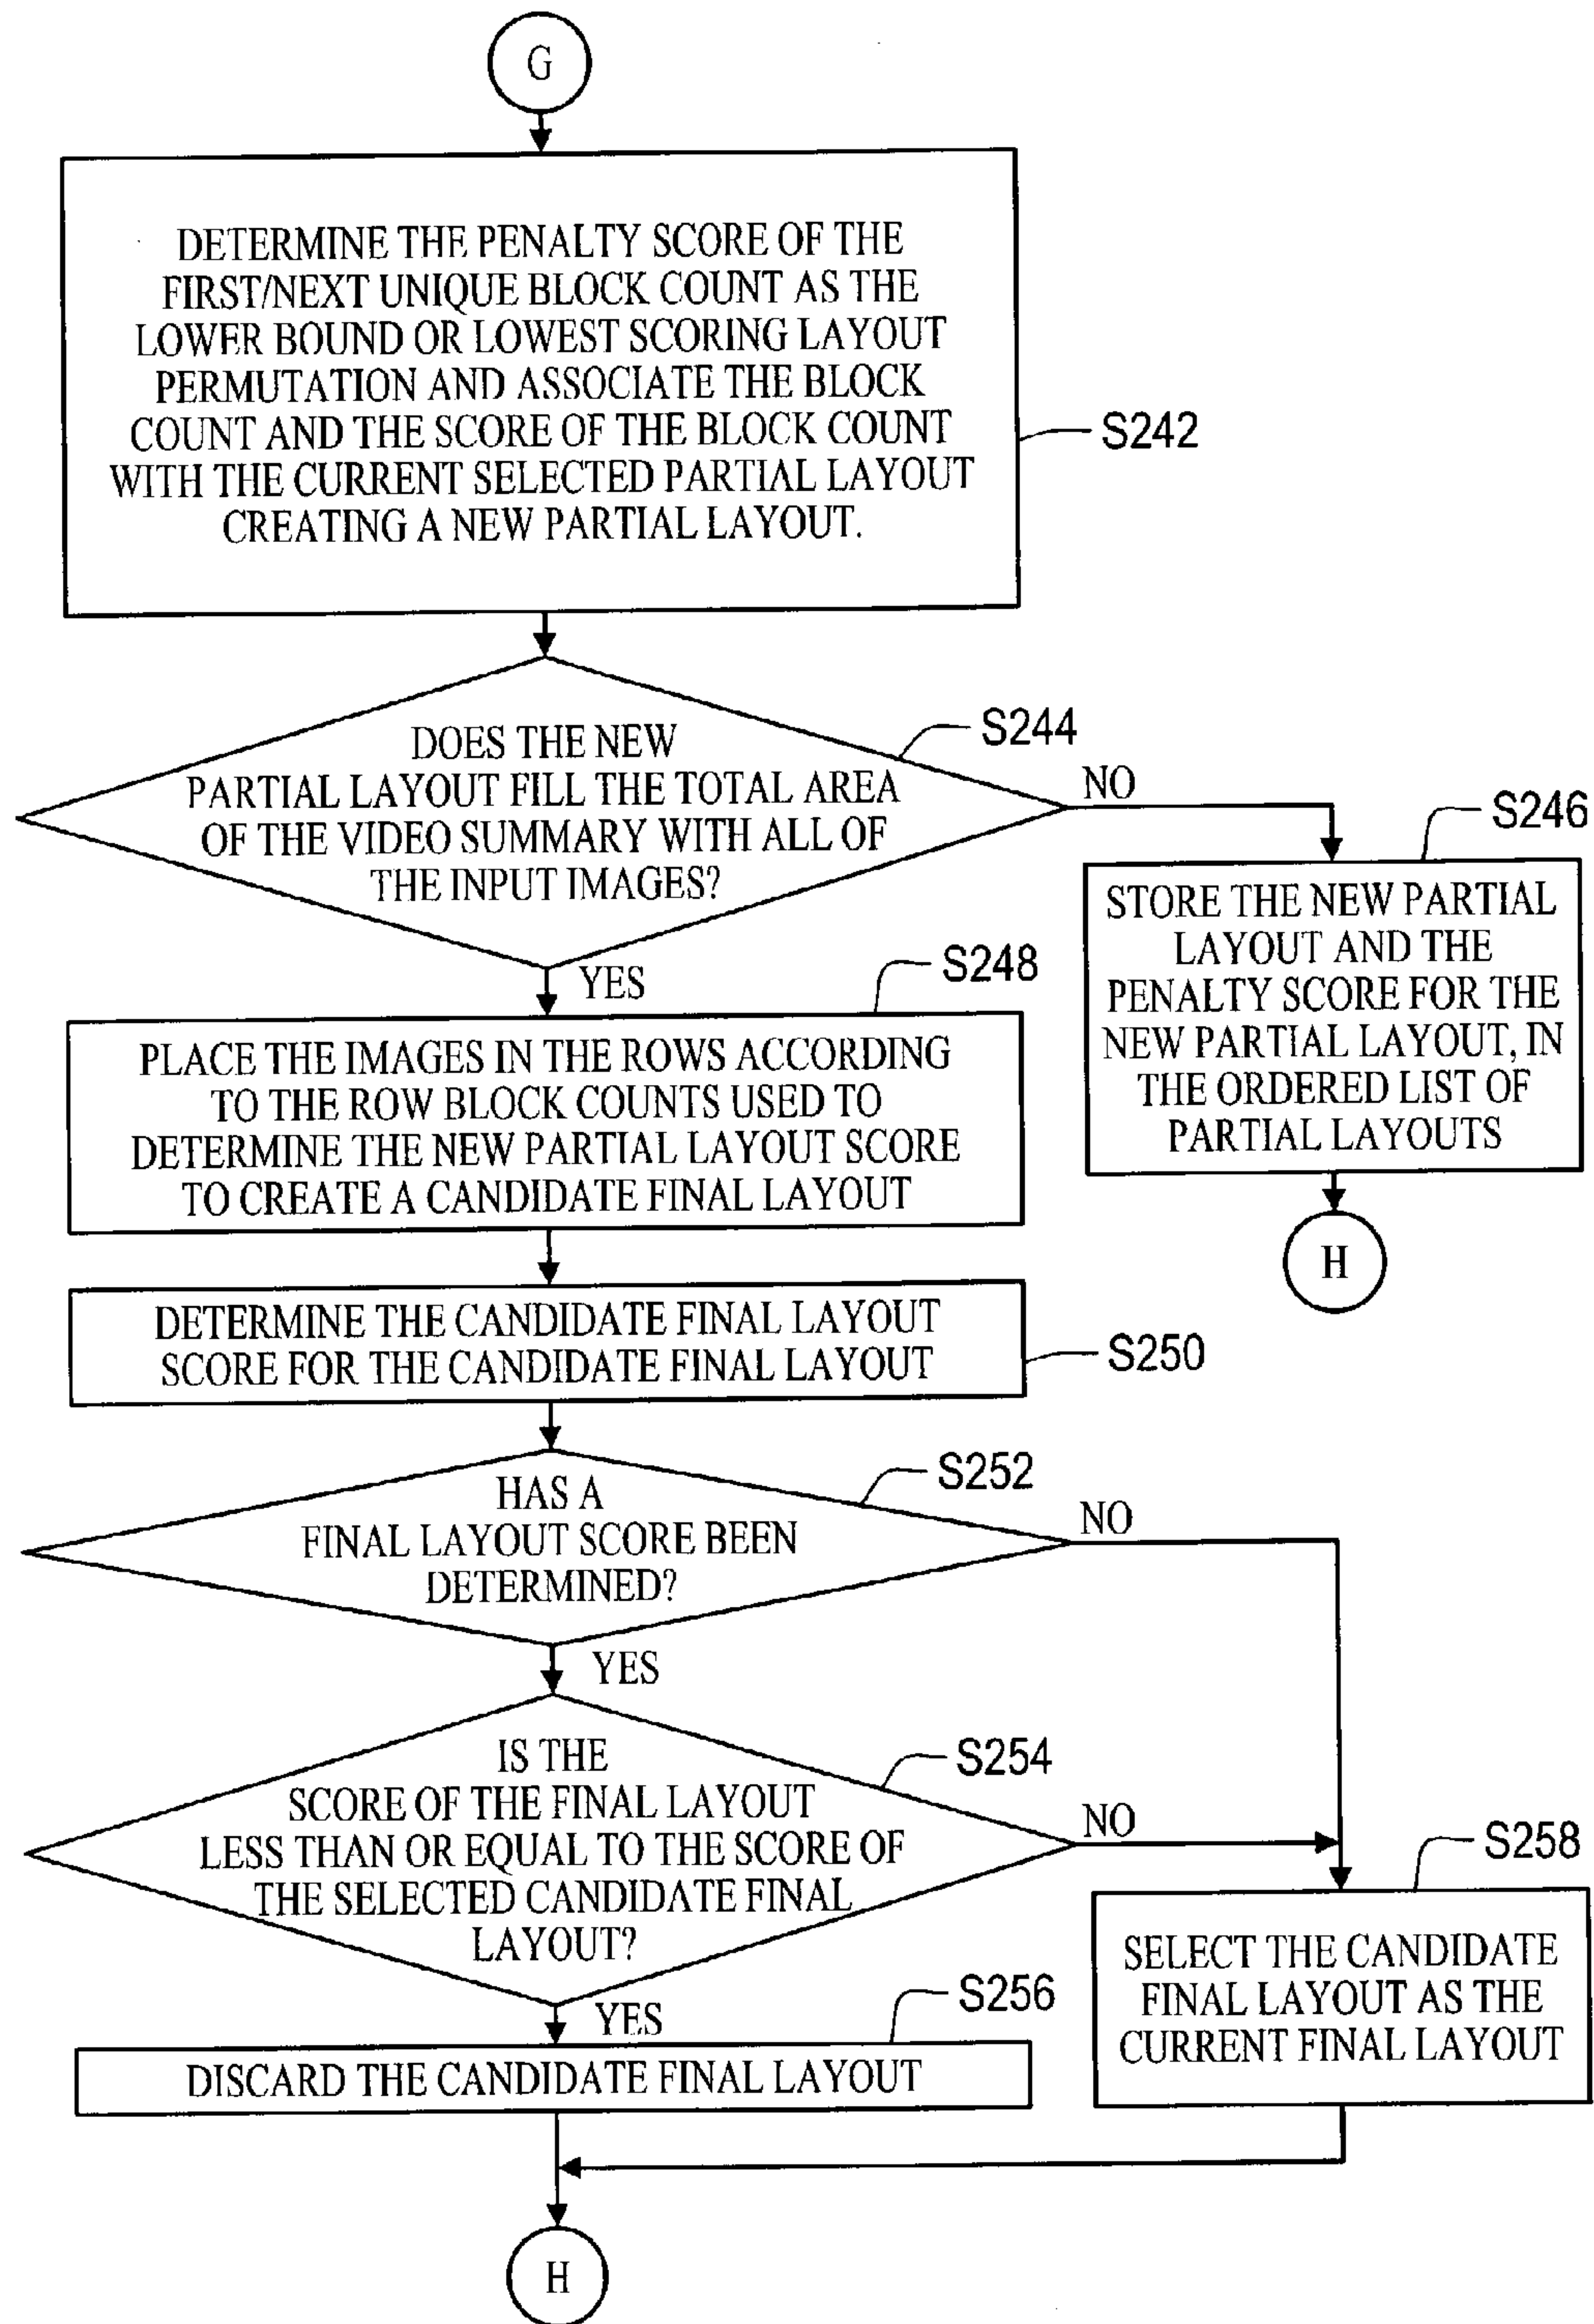 G
DETERMINE THE PENALTY SCORE OF THE
FIRST/NEXT UNIQUE BLOCK COUNT AS THE
LOWER BOUND OR LOWEST SCORING LAYOUT
PERMUTATION AND ASSOCIATE THE BLOCK
COUNT AND THE SCORE OF THE BLOCK COUNT
WITH THE CURRENT SELECTED PARTIAL LAYOUT
CREATING A NEW PARTIAL LAYOUT.
S242
DOES THE NEW
PARTIAL LAYOUT FILL THE TOTAL AREA
OF THE VIDEO SUMMARY WITH ALL OF
THE INPUT IMAGES?
S244
NO
S246
STORE THE NEW PARTIAL
LAYOUT AND THE
PENALTY SCORE FOR THE
NEW PARTIAL LAYOUT, IN
THE ORDERED LIST OF
PARTIAL LAYOUTS
H
YES
S248
PLACE THE IMAGES IN THE ROWS ACCORDING
TO THE ROW BLOCK COUNTS USED TO
DETERMINE THE NEW PARTIAL LAYOUT SCORE
TO CREATE A CANDIDATE FINAL LAYOUT
DETERMINE THE CANDIDATE FINAL LAYOUT
SCORE FOR THE CANDIDATE FINAL LAYOUT
S250
HAS A
FINAL LAYOUT SCORE BEEN
DETERMINED?
S252
NO
YES
IS THE
SCORE OF THE FINAL LAYOUT
LESS THAN OR EQUAL TO THE SCORE OF
THE SELECTED CANDIDATE FINAL
LAYOUT?
S254
NO
S258
SELECT THE CANDIDATE
FINAL LAYOUT AS THE
CURRENT FINAL LAYOUT
YES
S256
DISCARD THE CANDIDATE FINAL LAYOUT
H